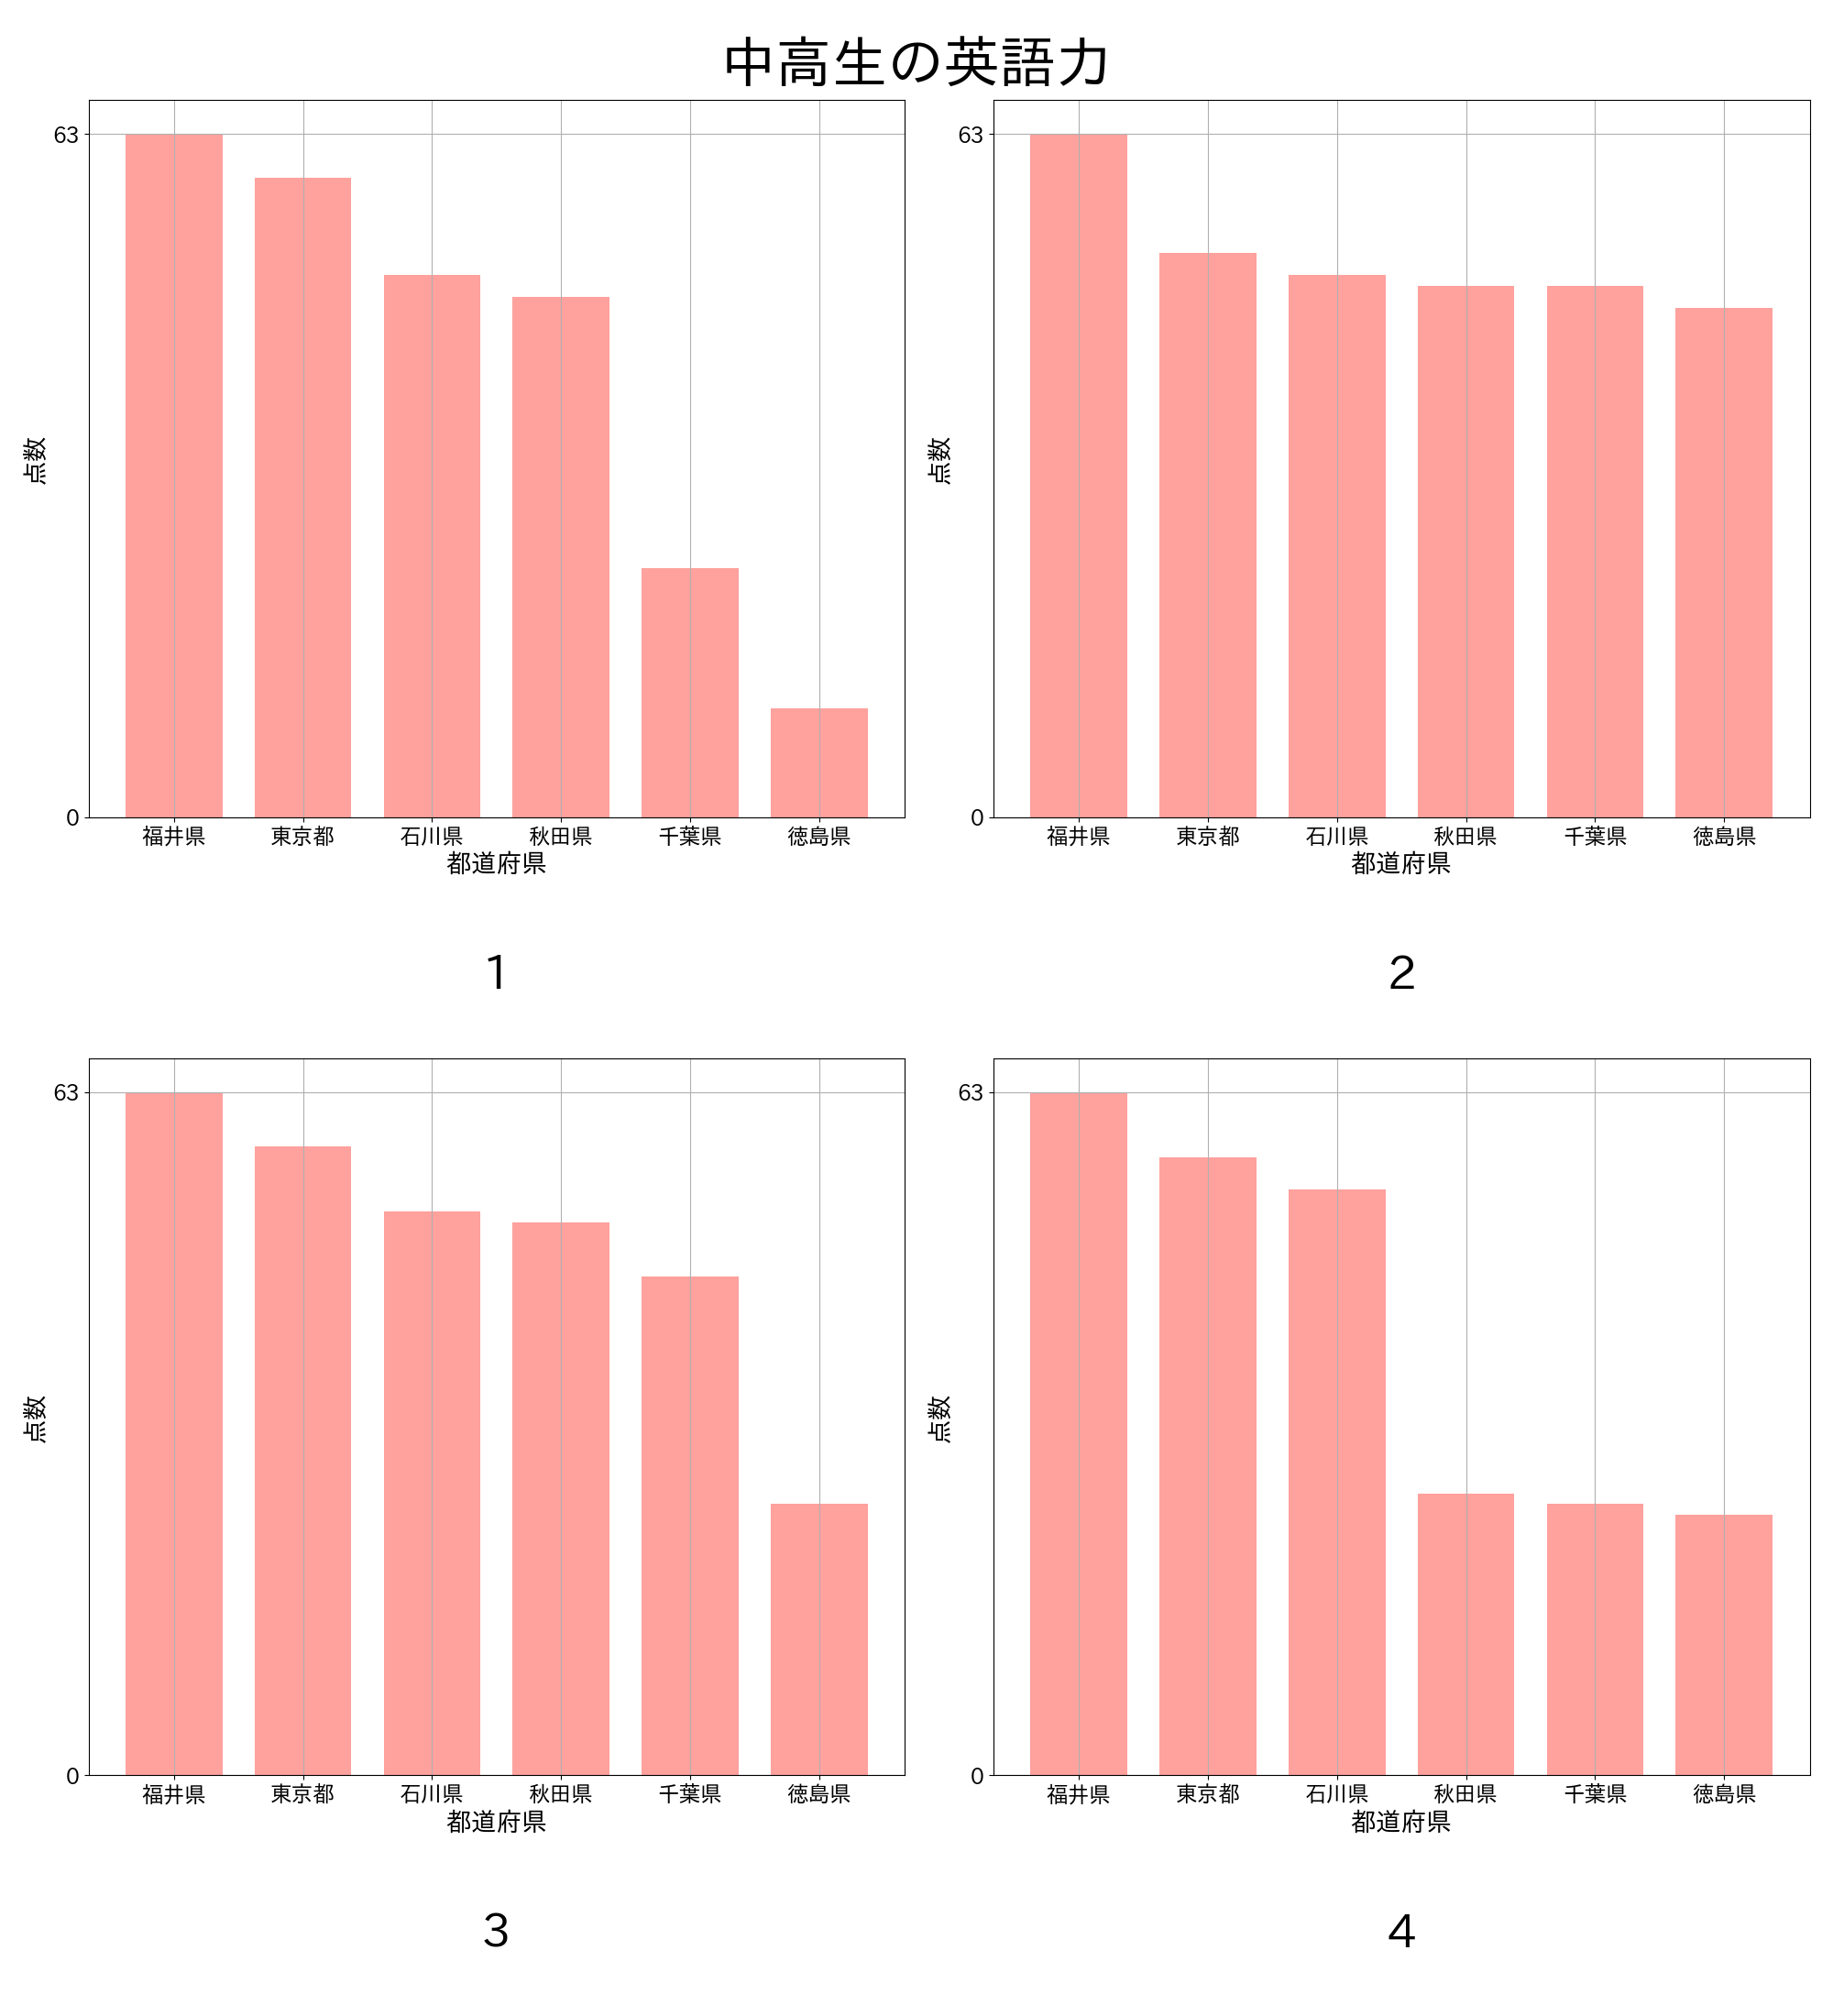 中高生の英語力
63
点数
0
福井県 東京都 石川県 秋田県 千葉県 徳島県
都道府県
1
63
点数
0
福井県 東京都 石川県 秋田県 千葉県 徳島県
都道府県
2
63
点数
0
福井県 東京都 石川県 秋田県 千葉県 徳島県
都道府県
3
63
点数
0
福井県 東京都 石川県 秋田県 千葉県 徳島県
都道府県
4